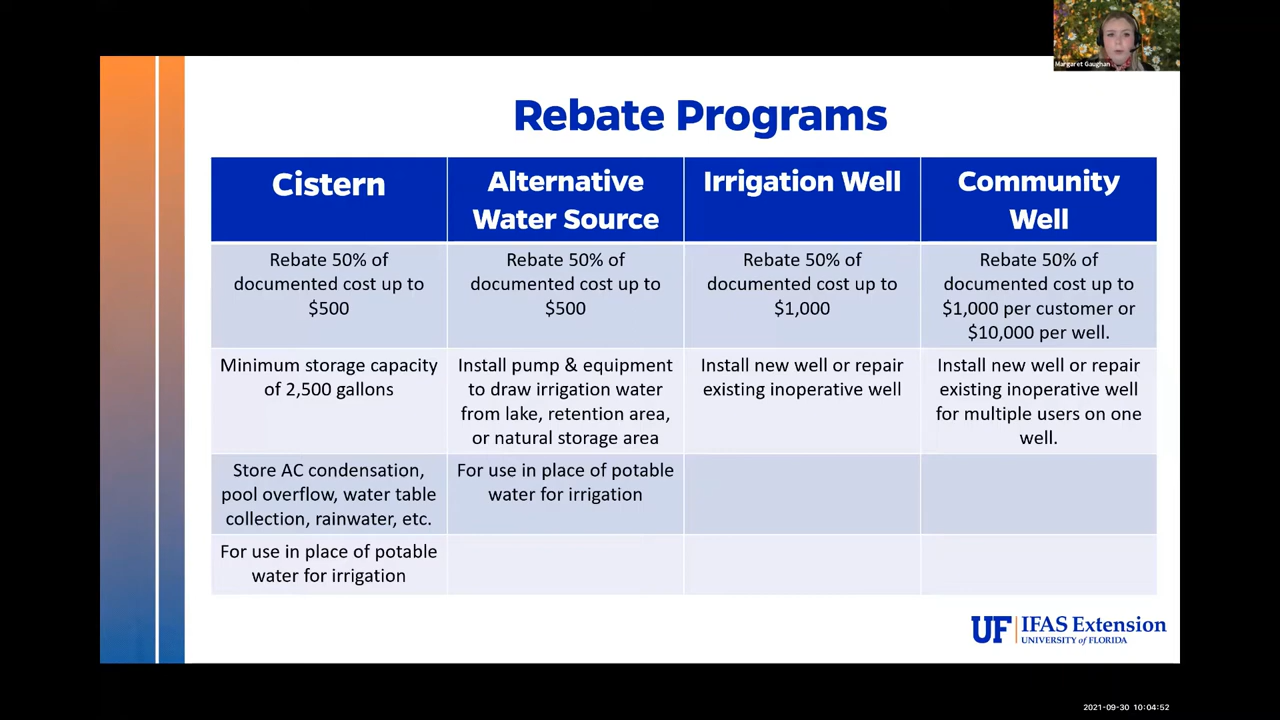 Margaret Gaughan
Rebate Programs
Cistern
Alternative
Water Source
Irrigation Well
Community
Well
Rebate 50% of
documented cost up to
$500
Rebate 50% of
documented cost up to
$500
Rebate 50% of
documented cost up to
$1,000
Rebate 50% of
documented cost up to
$1,000 per customer or
$10,000 per well.
Minimum storage capacity
of 2,500 gallons
Install pump & equipment
to draw irrigation water
from lake, retention area,
or natural storage area
Install new well or repair
existing inoperative well
Install new well or repair
existing inoperative well
for multiple users on one
well.
Store AC condensation,
pool overflow, water table
collection, rainwater, etc.
For use in place of potable
water for irrigation
For use in place of potable
water for irrigation
UF IFAS Extension
UNIVERSITY of FLORIDA
2021-09-30 10:04:52